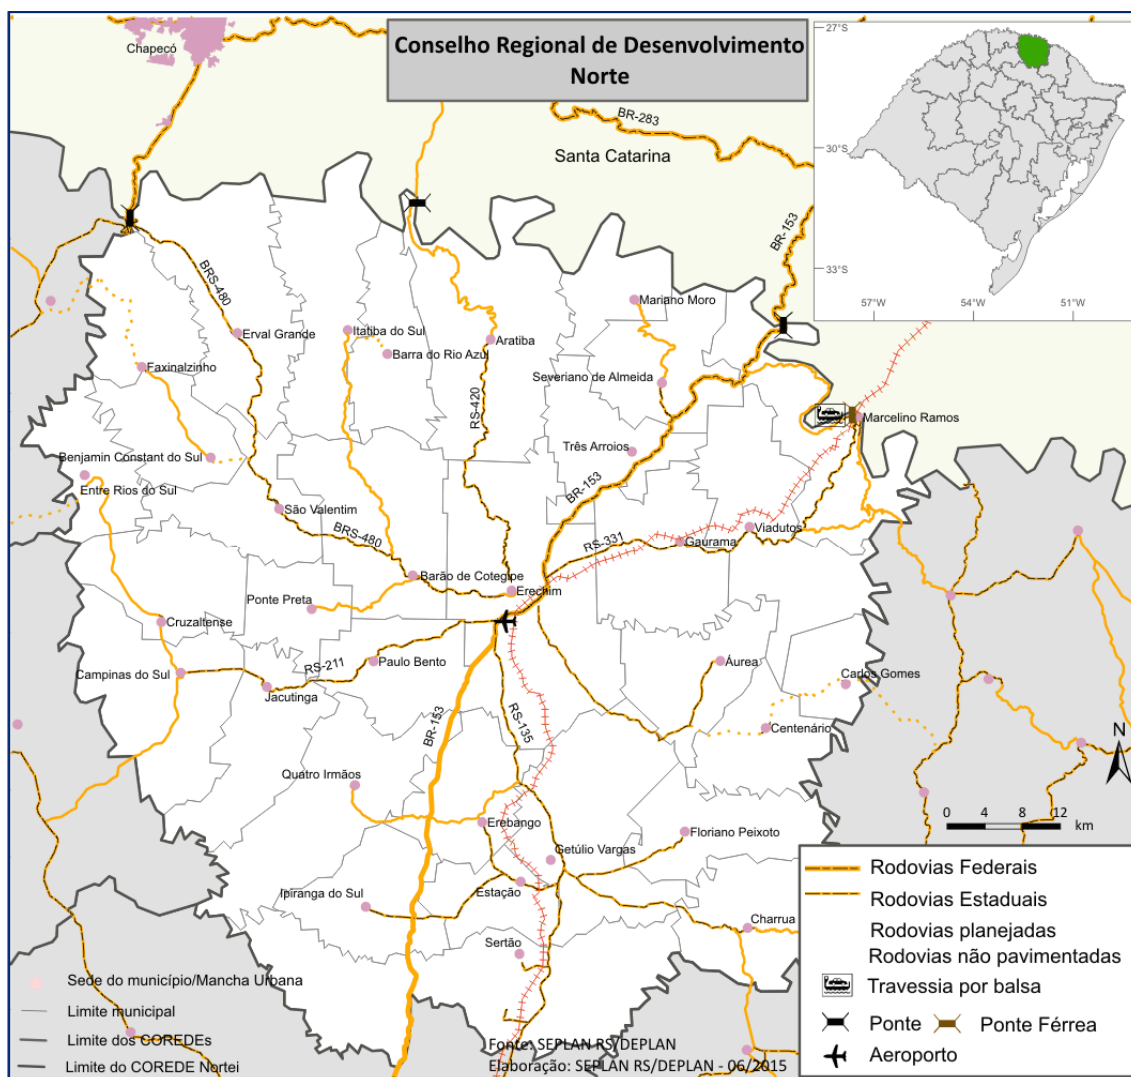 Conselho Regional de Desenvolvimento
Norte
Chapecó
BR-283
Santa Catarina
27°S
30°S
33°S
57°W
54°W
51°W
BR-153
BRS-480
Mariano Moro
Erval Grande
Itatiba do Sul
Barra do Rio Azul
Aratiba
Faxinalzinho
Severiano de Almeida
RS-420
Marcelino Ramos
Três Arroios
Benjamin Constant do Sul
Entre Rios do Sul
BR-153
São Valentim
BRS-480
RS-331
Viadutos
Gaurama
Barão de Cotegipe
Erechim
Ponte Preta
Cruzaltense
Campinas do Sul
RS-211
Paulo Bento
Jacutinga
Áurea
Carlos Gomes
BR-153
RS-135
Centenário
Quatro Irmãos
Erebango
Floriano Peixoto
Getúlio Vargas
Estação
Ipiranga do Sul
Charrua
Sertão
N
0 4 8 12
km
Rodovias Federais
Rodovias Estaduais
Rodovias planejadas
Rodovias não pavimentadas
Travessia por balsa
Ponte
Ponte Férrea
Aeroporto
Sede do município/Mancha Urbana
Limite municipal
Limite dos COREDEs
Limite do COREDE Nortei
Fonte: SEPLAN RS/DEPLAN
Elaboração: SEPLAN RS/DEPLAN - 06/2015